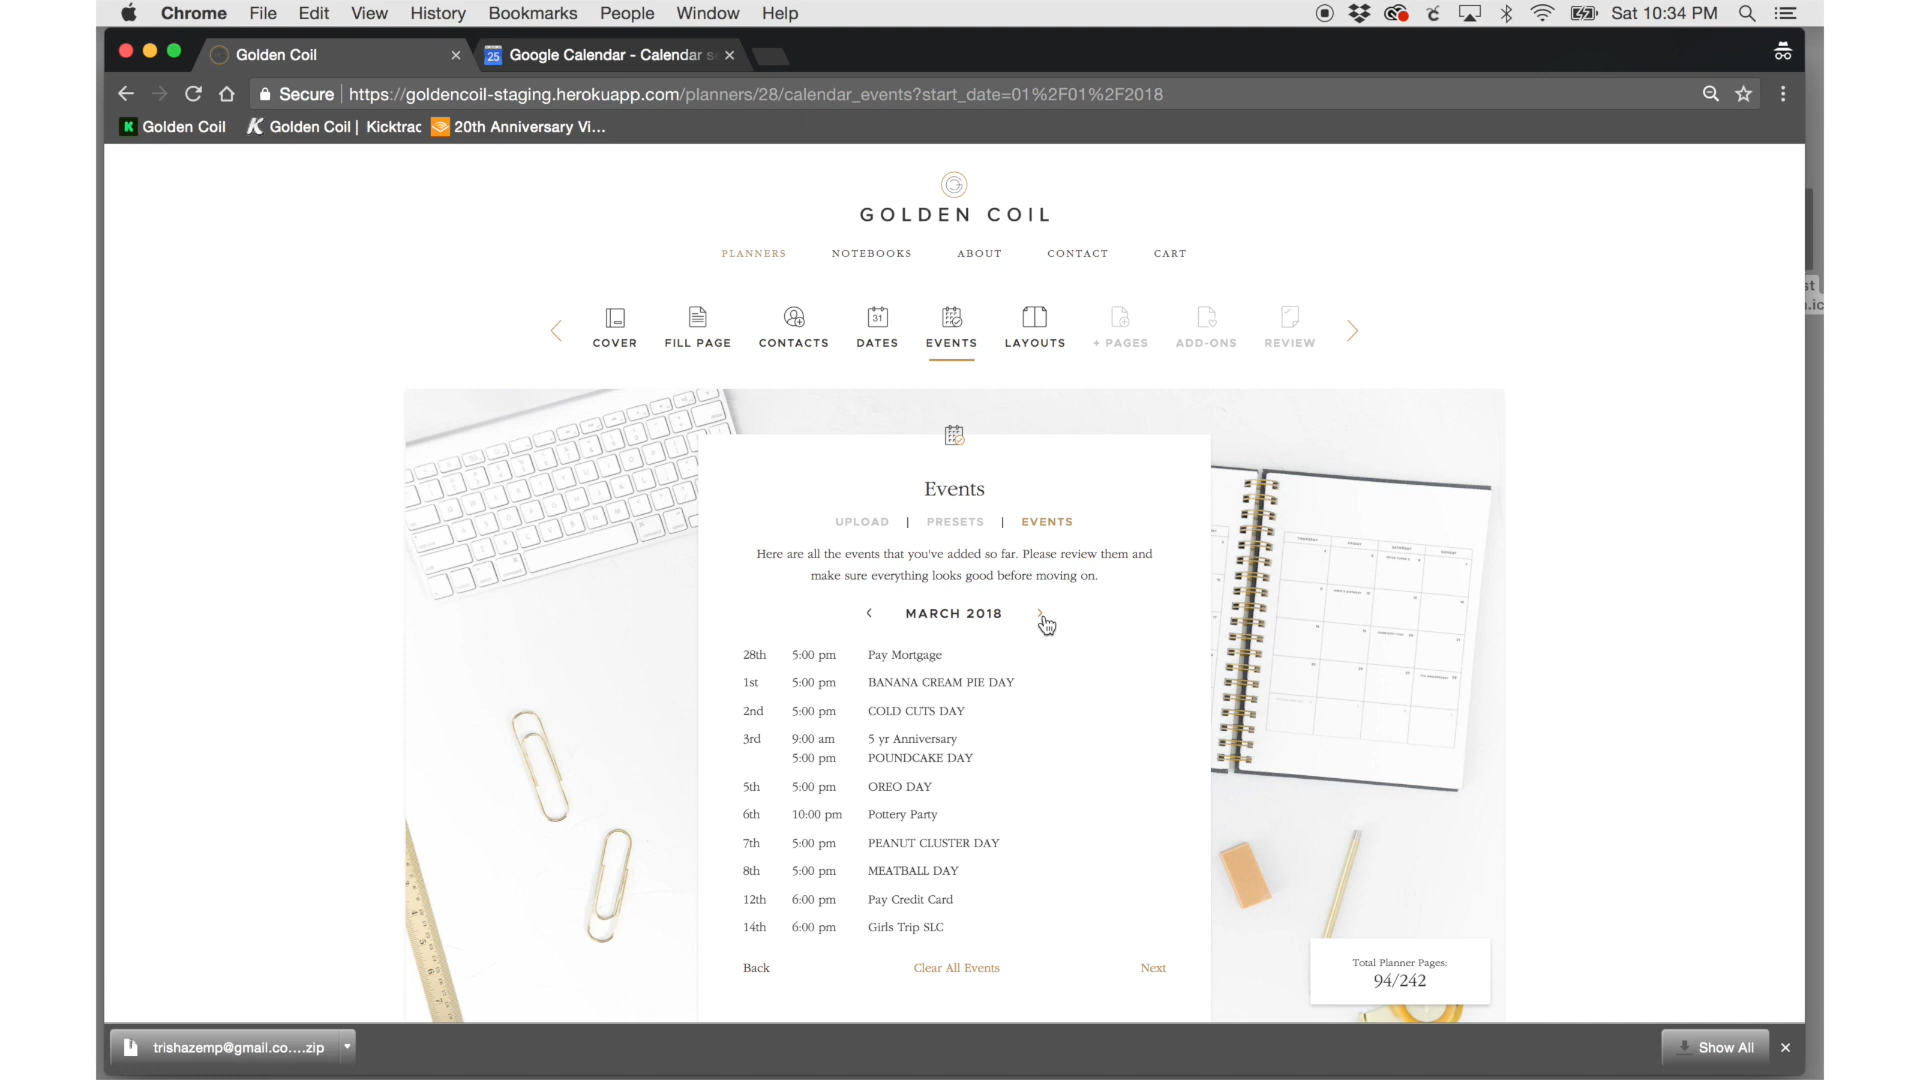 Chrome File Edit View History Bookmarks People Window Help Sat 10:34 PM
Golden Coil
25 Google Calendar - Calendar s
Secure https://goldencoil-staging.herokuapp.com/planners/28/calendar_events?start_date=01%2F01%2F2018
K Golden Coil K Golden Coil | Kicktrac 20th Anniversary Vi...
GOLDEN COIL
PLANNERS NOTEBOOKS ABOUT CONTACT CART
31
COVER FILL PAGE CONTACTS DATES EVENTS LAYOUTS + PAGES ADD-ONS REVIEW
Events
UPLOAD | PRESETS | EVENTS
Here are all the events that you've added so far. Please review them and
make sure everything looks good before moving on.
MARCH 2018
28th 5:00 pm Pay Mortgage
1st 5:00 pm BANANA CREAM PIE DAY
2nd 5:00 pm COLD CUTS DAY
3rd 9:00 am 5 yr Anniversary
5:00 pm POUNDCAKE DAY
5th 5:00 pm OREO DAY
6th 10:00 pm Pottery Party
7th 5:00 pm PEANUT CLUSTER DAY
8th 5:00 pm MEATBALL DAY
12th 6:00 pm Pay Credit Card
14th 6:00 pm Girls Trip SLC
Back Clear All Events Next
Total Planner Pages:
94/242
trishazemp@gmail.co....zip
Show All